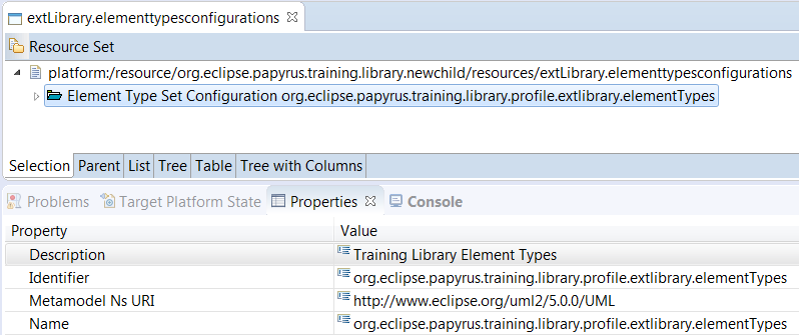 extLibrary.elementtypesconfigurations
Resource Set
platform:/resource/org.eclipse.papyrus.training.library.newchild/resources/extLibrary.elementtypesconfigurations
Element Type Set Configuration org.eclipse.papyrus.training.library.profile.extlibrary.elementTypes
Selection Parent List Tree Table Tree with Columns
Problems Target Platform State Properties Console
Property Value
Description Training Library Element Types
Identifier org.eclipse.papyrus.training.library.profile.extlibrary.elementTypes
Metamodel Ns URI http://www.eclipse.org/uml2/5.0.0/UML
Name org.eclipse.papyrus.training.library.profile.extlibrary.elementTypes